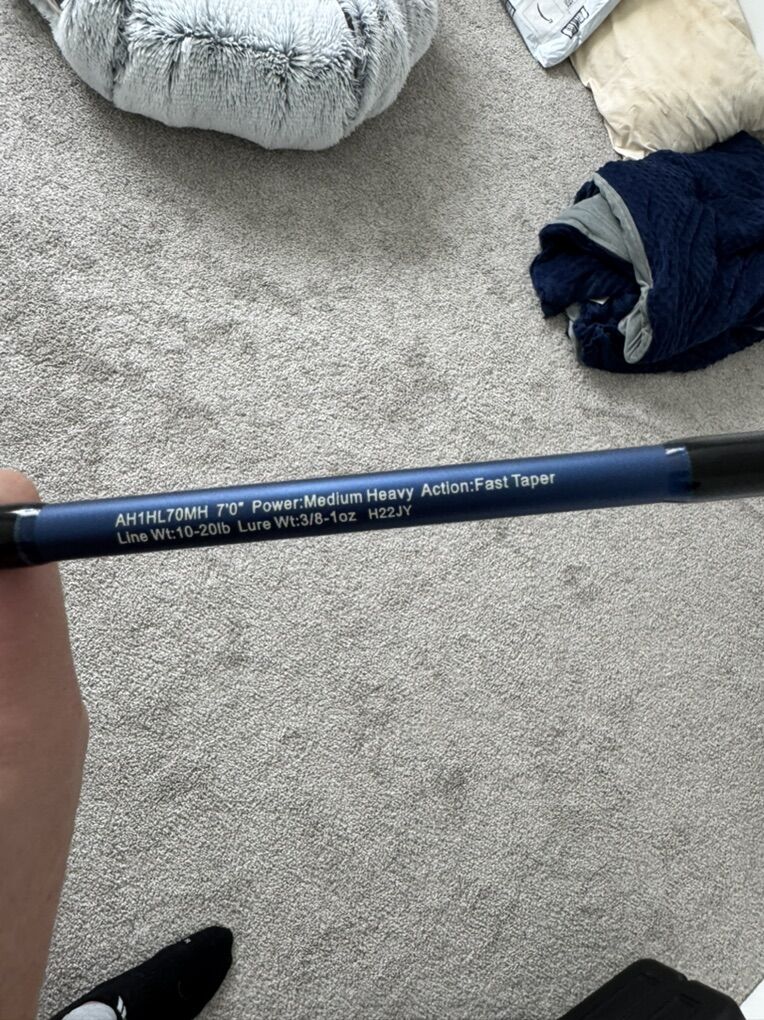 AH1HL70MH 7'0" Power:Medium Heavy Action:Fast Taper
Line Wt:10-20lb Lure Wt:3/8-1oz H22JY